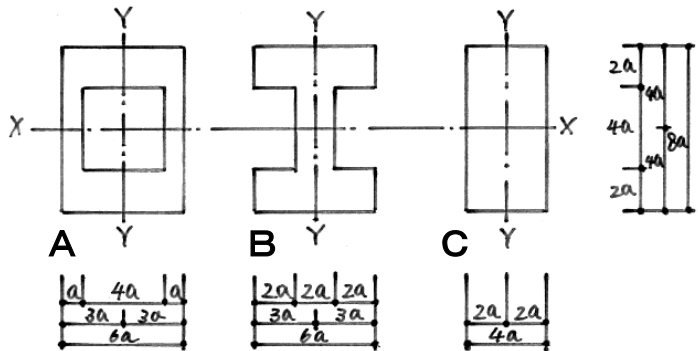 Y Y Y
2a
4a
X X 4a 8a
4a
2a
Y Y Y
A B C
a 4a a 2a 2a 2a 2a 2a
3a 3a 3a 3a
6a 6a 4a